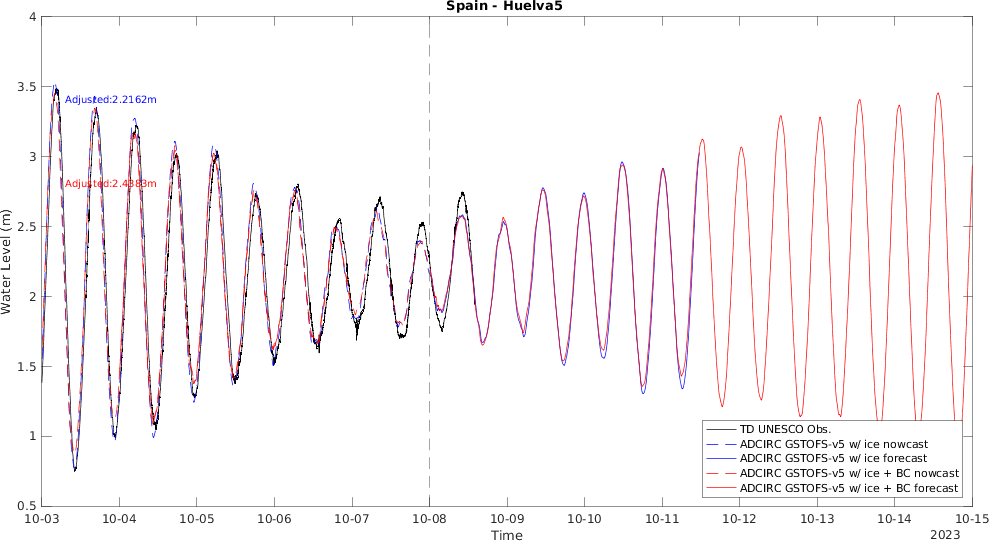 Spain - Huelva5
4
3.5
3
2.5
2
1.5
1
0.5
Water Level (m)
Adjusted:2.2162m
Adjusted:2.4383m
TD UNESCO Obs.
ADCIRC GSTOFS-v5 w/ ice nowcast
ADCIRC GSTOFS-v5 w/ ice forecast
ADCIRC GSTOFS-v5 w/ ice + BC nowcast
ADCIRC GSTOFS-v5 w/ ice + BC forecast
10-03 10-04 10-05 10-06 10-07 10-08 10-09 10-10 10-11 10-12 10-13 10-14 10-15
Time
2023